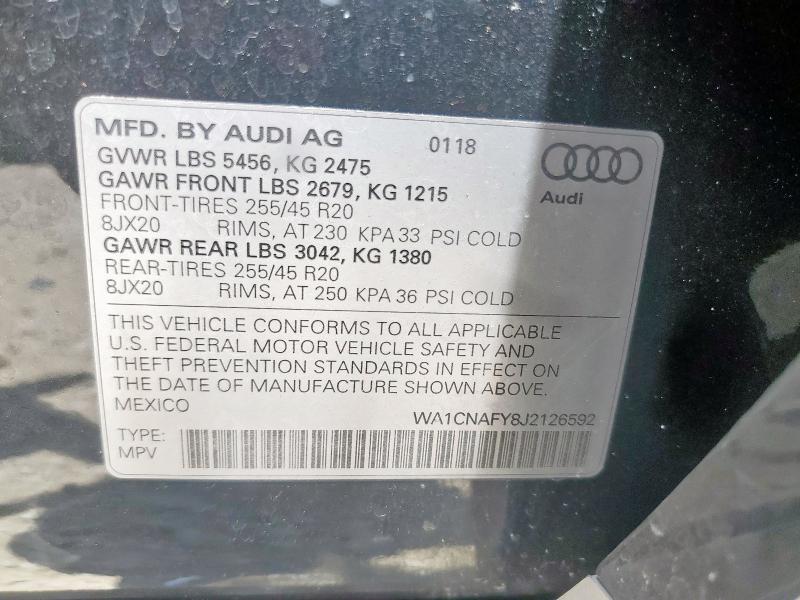 MFD. BY AUDI AG 0118
GVWR LBS 5456, KG 2475
GAWR FRONT LBS 2679, KG 1215
Audi
FRONT-TIRES 255/45 R20
8JX20 RIMS, AT 230 KPA 33 PSI COLD
GAWR REAR LBS 3042, KG 1380
REAR-TIRES 255/45 R20
8JX20 RIMS, AT 250 KPA 36 PSI COLD
THIS VEHICLE CONFORMS TO ALL APPLICABLE
U.S. FEDERAL MOTOR VEHICLE SAFETY AND
THEFT PREVENTION STANDARDS IN EFFECT ON
THE DATE OF MANUFACTURE SHOWN ABOVE.
MEXICO
WA1CNAFY8J2126592
TYPE:
MPV